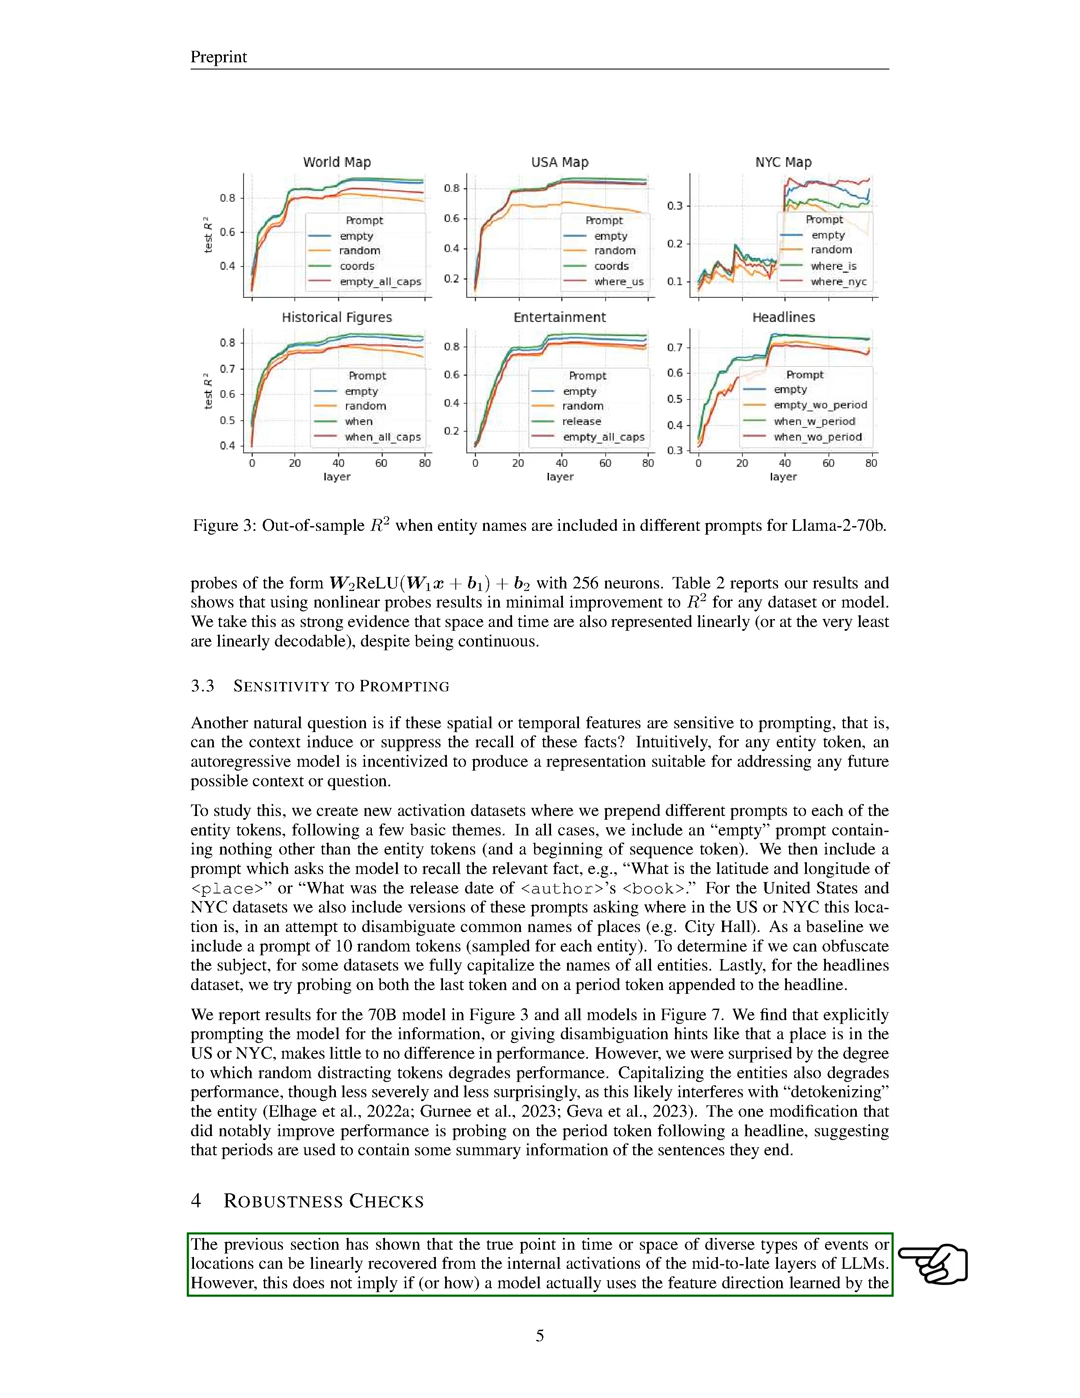 Preprint
World Map
USA Map
NYC Map
test R²
0.8
0.6
0.4
Prompt
empty
random
coords
empty_all_caps
0.8
0.6
0.4
0.2
Prompt
empty
random
coords
where_us
0.3
0.2
0.1
Prompt
empty
random
where_is
where_nyc
Historical Figures
Entertainment
Headlines
test R²
0.8
0.7
0.6
0.5
0.4
Prompt
empty
random
when
when_all_caps
0 20 40 60 80
layer
0.8
0.6
0.4
0.2
Prompt
empty
random
release
empty_all_caps
0 20 40 60 80
layer
0.7
0.6
0.5
0.4
0.3
Prompt
empty
empty_wo_period
when_w_period
when_wo_period
0 20 40 60 80
layer
Figure 3: Out-of-sample R² when entity names are included in different prompts for Llama-2-70b.
probes of the form W₂ReLU(W₁x + b₁) + b₂ with 256 neurons. Table 2 reports our results and
shows that using nonlinear probes results in minimal improvement to R² for any dataset or model.
We take this as strong evidence that space and time are also represented linearly (or at the very least
are linearly decodable), despite being continuous.
3.3 SENSITIVITY TO PROMPTING
Another natural question is if these spatial or temporal features are sensitive to prompting, that is,
can the context induce or suppress the recall of these facts? Intuitively, for any entity token, an
autoregressive model is incentivized to produce a representation suitable for addressing any future
possible context or question.
To study this, we create new activation datasets where we prepend different prompts to each of the
entity tokens, following a few basic themes. In all cases, we include an “empty” prompt contain-
ing nothing other than the entity tokens (and a beginning of sequence token). We then include a
prompt which asks the model to recall the relevant fact, e.g., “What is the latitude and longitude of
<place>” or “What was the release date of <author>’s <book>.” For the United States and
NYC datasets we also include versions of these prompts asking where in the US or NYC this loca-
tion is, in an attempt to disambiguate common names of places (e.g. City Hall). As a baseline we
include a prompt of 10 random tokens (sampled for each entity). To determine if we can obfuscate
the subject, for some datasets we fully capitalize the names of all entities. Lastly, for the headlines
dataset, we try probing on both the last token and on a period token appended to the headline.
We report results for the 70B model in Figure 3 and all models in Figure 7. We find that explicitly
prompting the model for the information, or giving disambiguation hints like that a place is in the
US or NYC, makes little to no difference in performance. However, we were surprised by the degree
to which random distracting tokens degrades performance. Capitalizing the entities also degrades
performance, though less severely and less surprisingly, as this likely interferes with “detokenizing”
the entity (Elhage et al., 2022a; Gurnee et al., 2023; Geva et al., 2023). The one modification that
did notably improve performance is probing on the period token following a headline, suggesting
that periods are used to contain some summary information of the sentences they end.
4 ROBUSTNESS CHECKS
The previous section has shown that the true point in time or space of diverse types of events or
locations can be linearly recovered from the internal activations of the mid-to-late layers of LLMs.
However, this does not imply if (or how) a model actually uses the feature direction learned by the
5